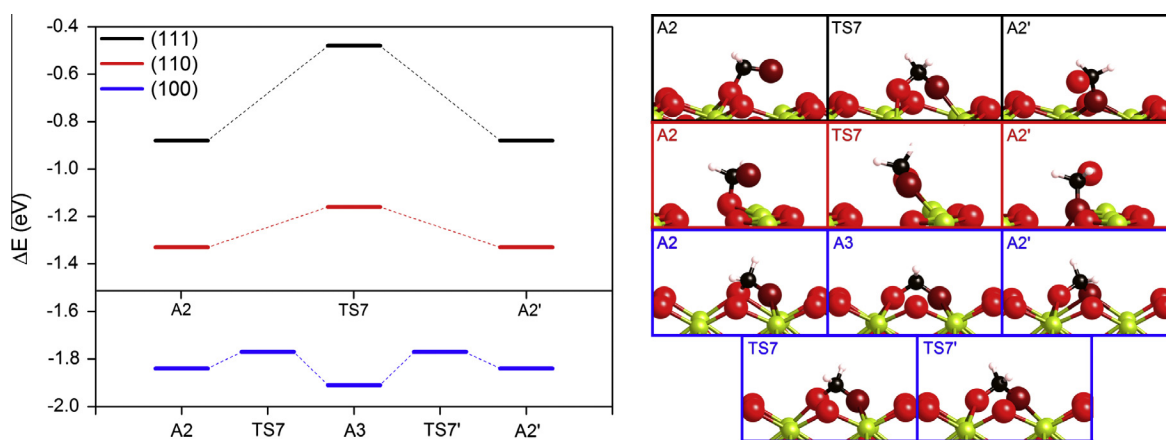 -0.4
(111)
(110)
(100)
-0.6
-0.8
-1.0
-1.2
-1.4
-1.6
-1.8
-2.0
ΔE (eV)
A2 TS7 A2'
A2 TS7 A3 TS7' A2'
A2 TS7 A2'
A2 TS7 A2'
A2 A3 A2'
TS7 TS7'